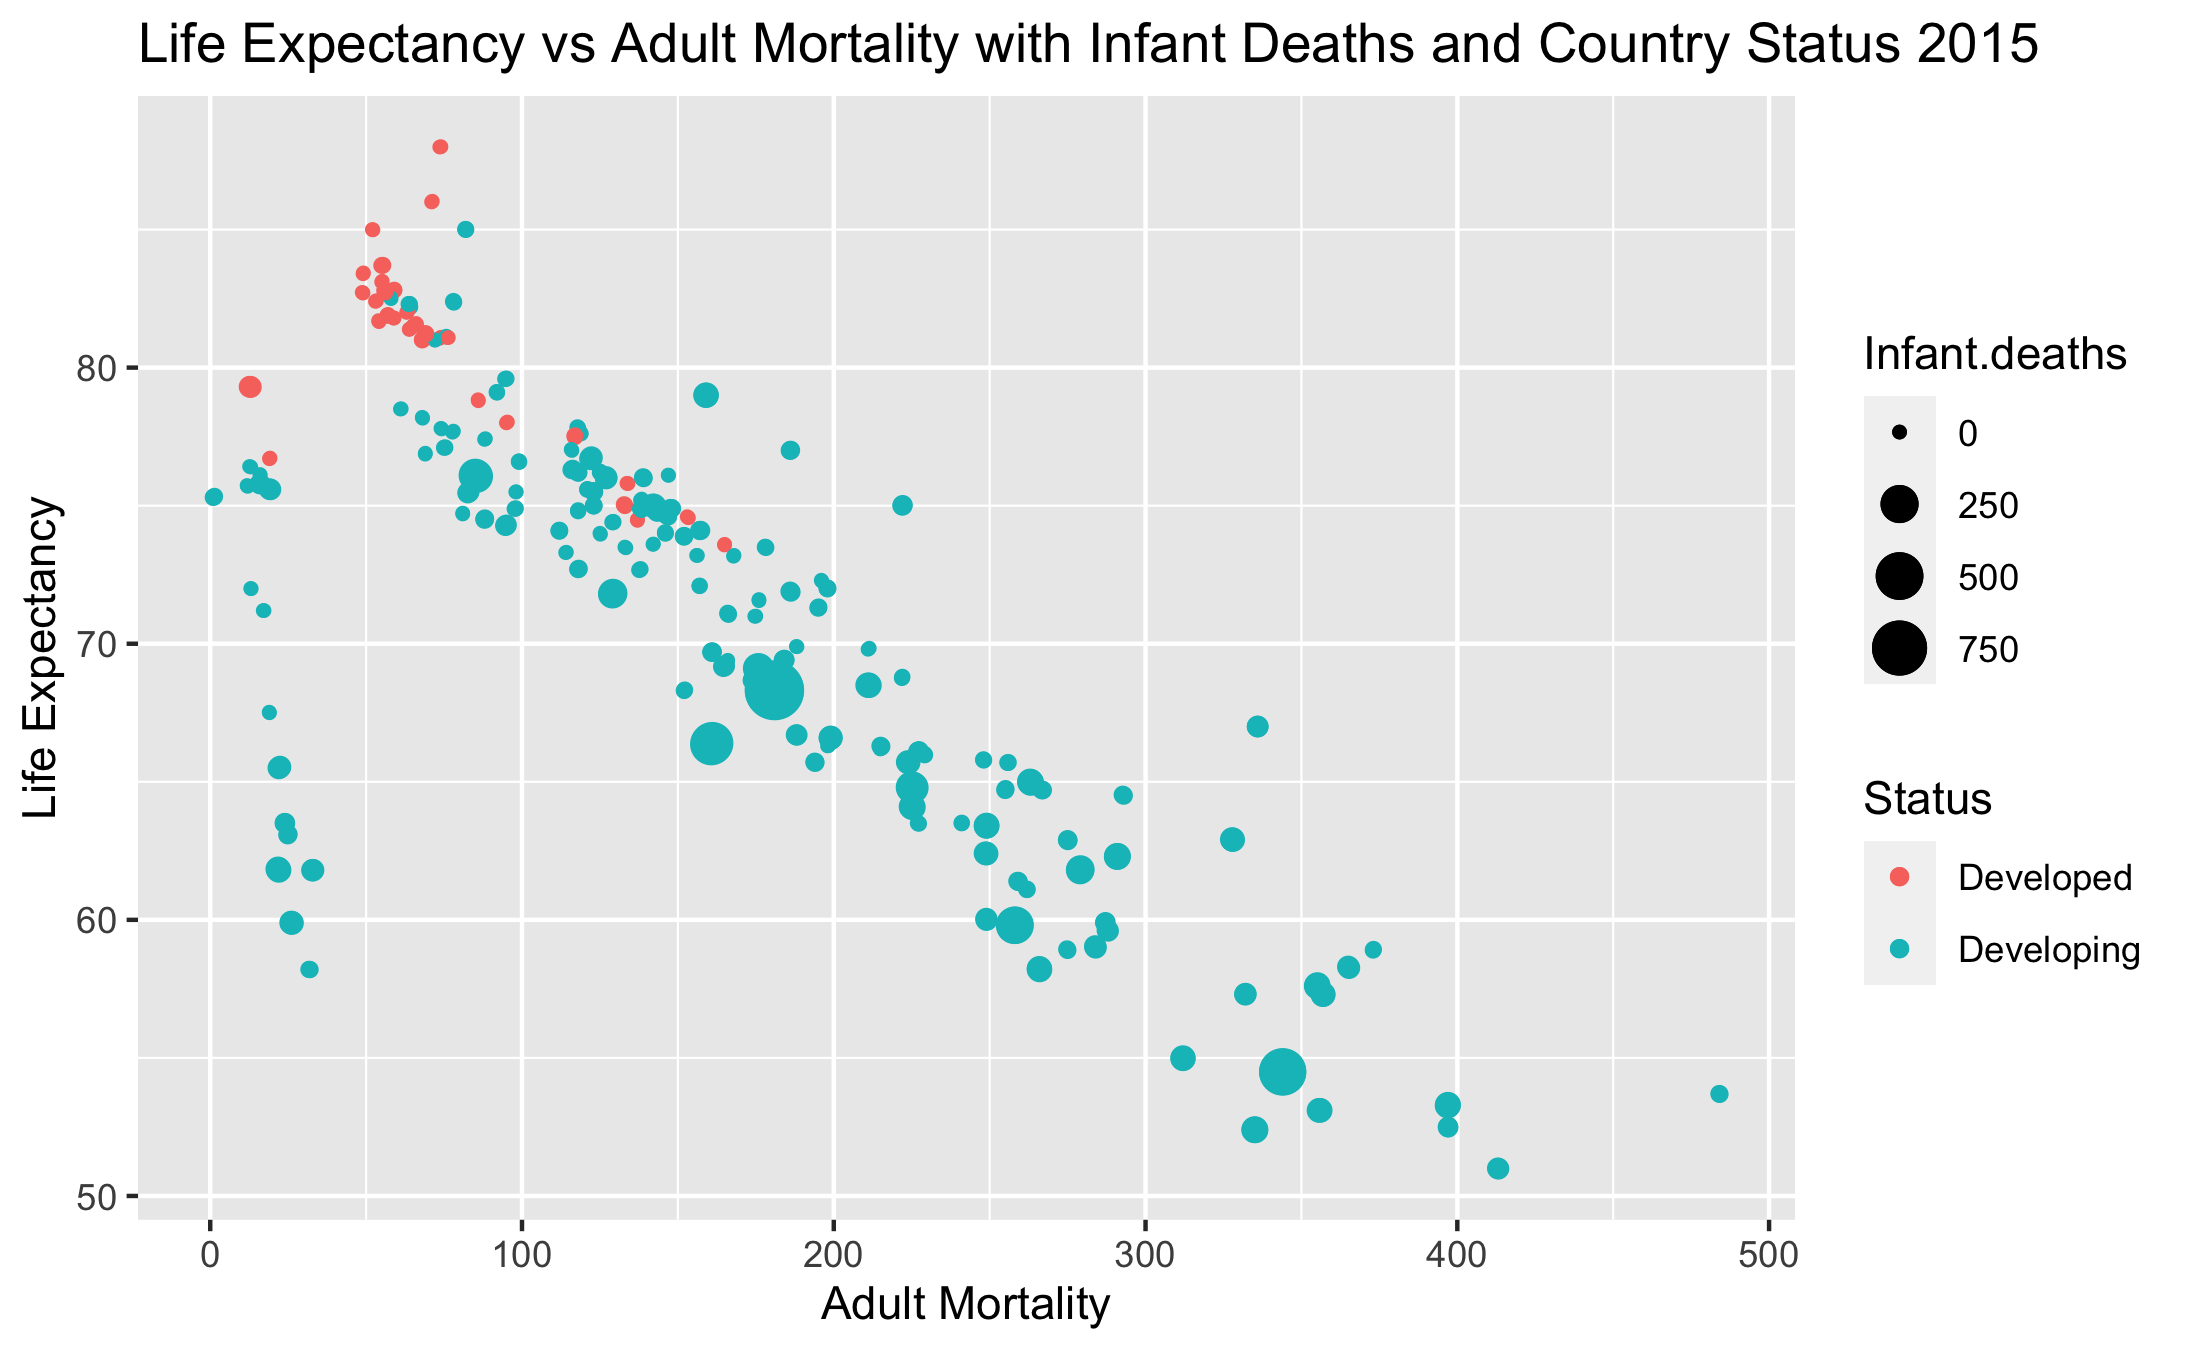 Life Expectancy vs Adult Mortality with Infant Deaths and Country Status 2015
Life Expectancy
80
70
60
50
0 100 200 300 400 500
Adult Mortality
Infant.deaths
0
250
500
750
Status
Developed
Developing